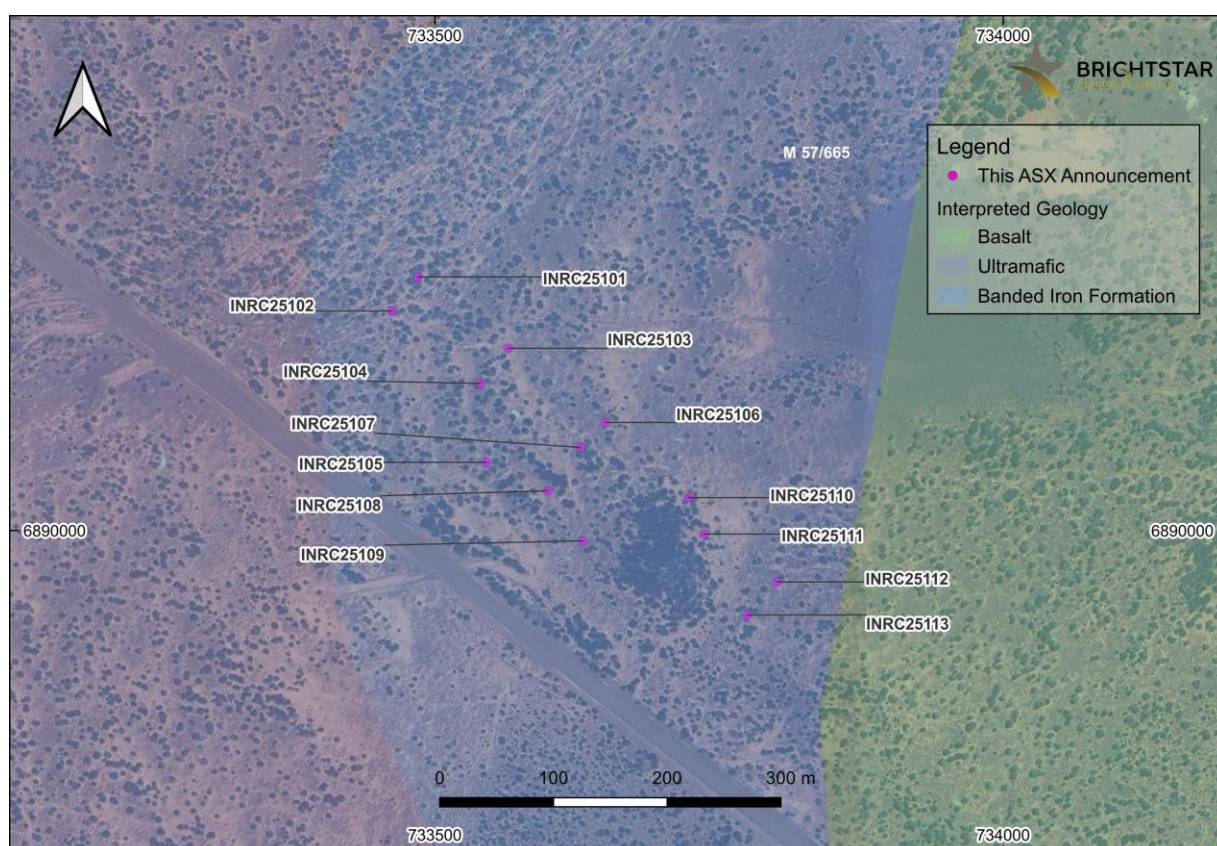 733500
734000
BRIGHTSTAR
M 57/665
Legend
This ASX Announcement
Interpreted Geology
Basalt
Ultramafic
Banded Iron Formation
INRC25101
INRC25102
INRC25103
INRC25104
INRC25106
INRC25107
INRC25105
INRC25110
INRC25108
6890000
6890000
INRC25111
INRC25109
INRC25112
INRC25113
0 100 200 300 m
733500
734000